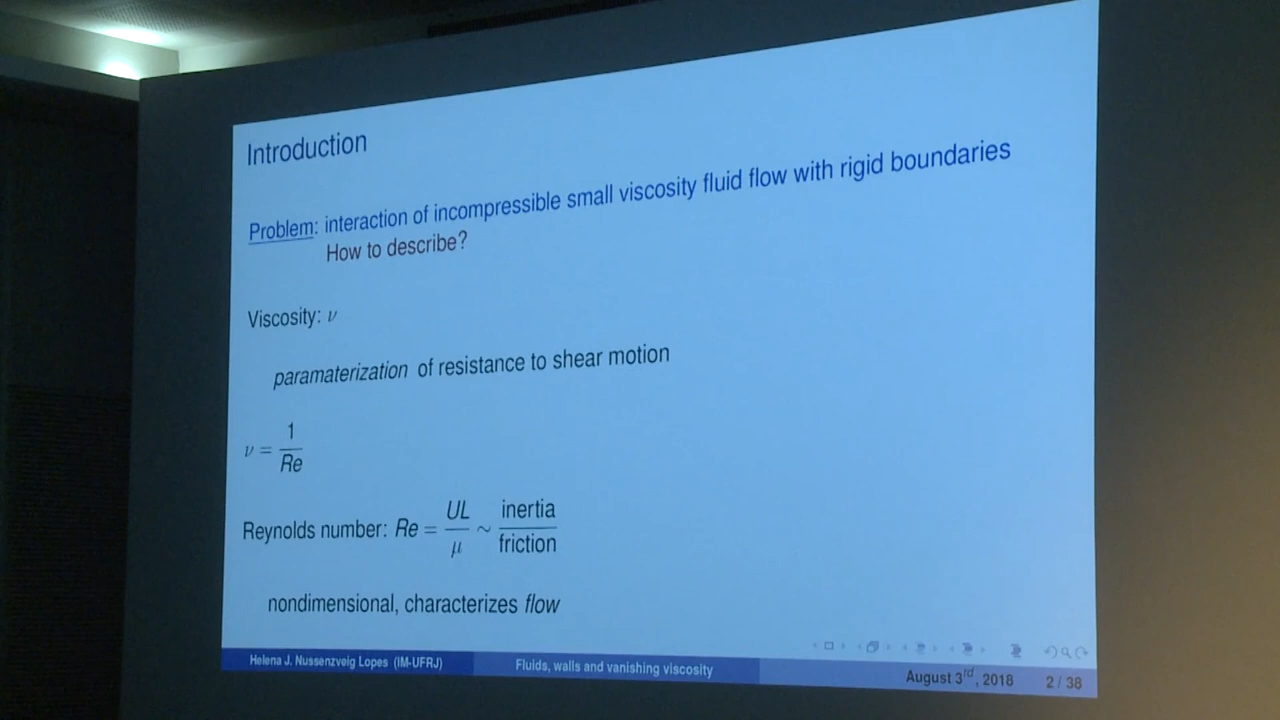 Introduction
Problem: interaction of incompressible small viscosity fluid flow with rigid boundaries
How to describe?
Viscosity: ν
paramaterization of resistance to shear motion
ν = 1/Re
Reynolds number: Re = UL/μ ~ inertia/friction
nondimensional, characterizes flow
Helena J. Nussenzveig Lopes (IM-UFRJ) Fluids, walls and vanishing viscosity August 3rd, 2018 2 / 38